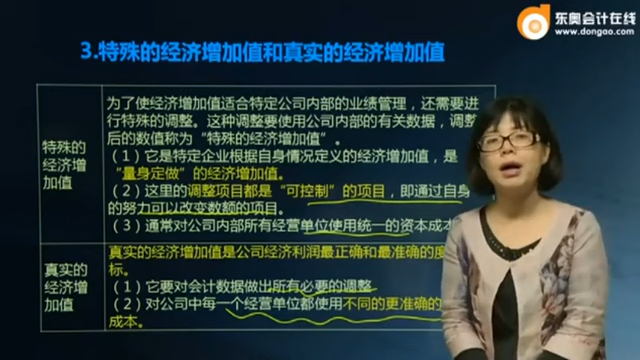 东奥会计在线
www.dongao.com
3.特殊的经济增加值和真实的经济增加值
特殊的
经济增
加值
为了使经济增加值适合特定公司内部的业绩管理，还需要进
行特殊的调整。这种调整要使用公司内部的有关数据，调整
后的数值称为“特殊的经济增加值”。
（1）它是特定企业根据自身情况定义的经济增加值，是
“量身定做”的经济增加值。
（2）这里的调整项目都是“可控制”的项目，即通过自身
的努力可以改变数额的项目。
（3）通常对公司内部所有经营单位使用统一的资本成
真实的
经济增
加值
真实的经济增加值是公司经济利润最正确和最准确的度
标。
（1）它要对会计数据做出所有必要的调整
（2）对公司中每一个经营单位都使用不同的更准确的
成本。